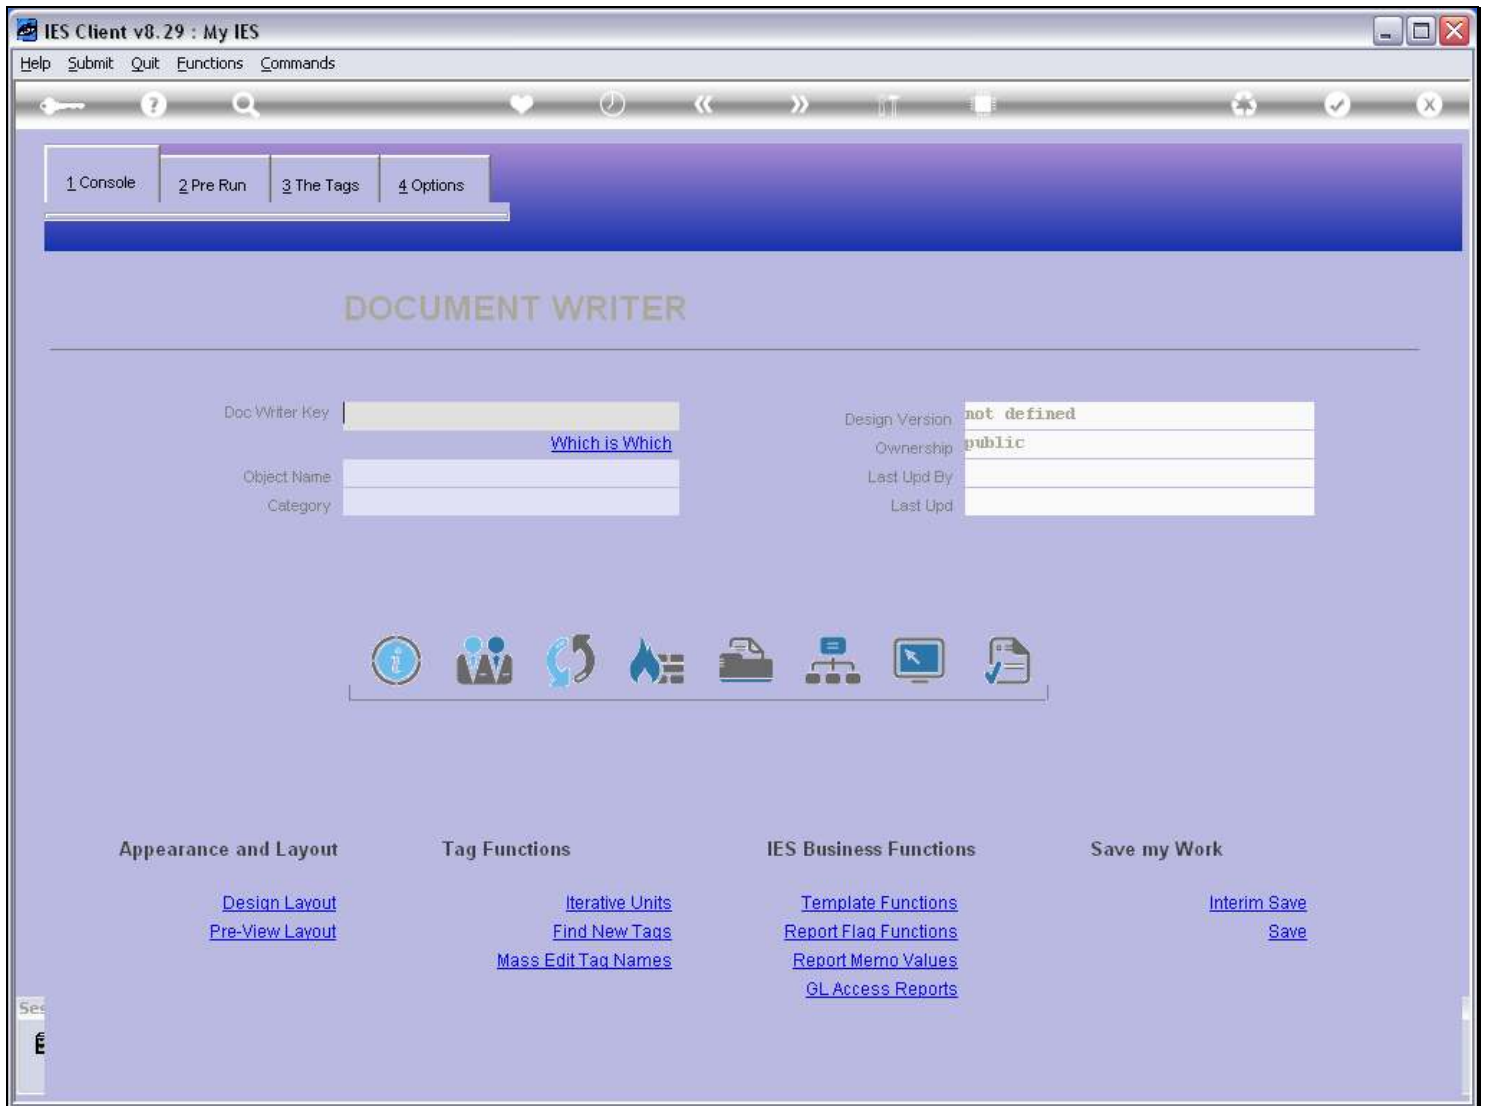 IES Client v8.29 : My IES
Help Submit Quit Functions Commands
1 Console 2 Pre Run 3 The Tags 4 Options
DOCUMENT WRITER
Doc Writer Key
Design Version not defined
Which is Which
Ownership public
Object Name
Last Upd By
Category
Last Upd
Appearance and Layout Tag Functions IES Business Functions Save my Work
Design Layout Iterative Units Template Functions Interim Save
Pre-View Layout Find New Tags Report Flag Functions Save
Mass Edit Tag Names Report Memo Values
GL Access Reports